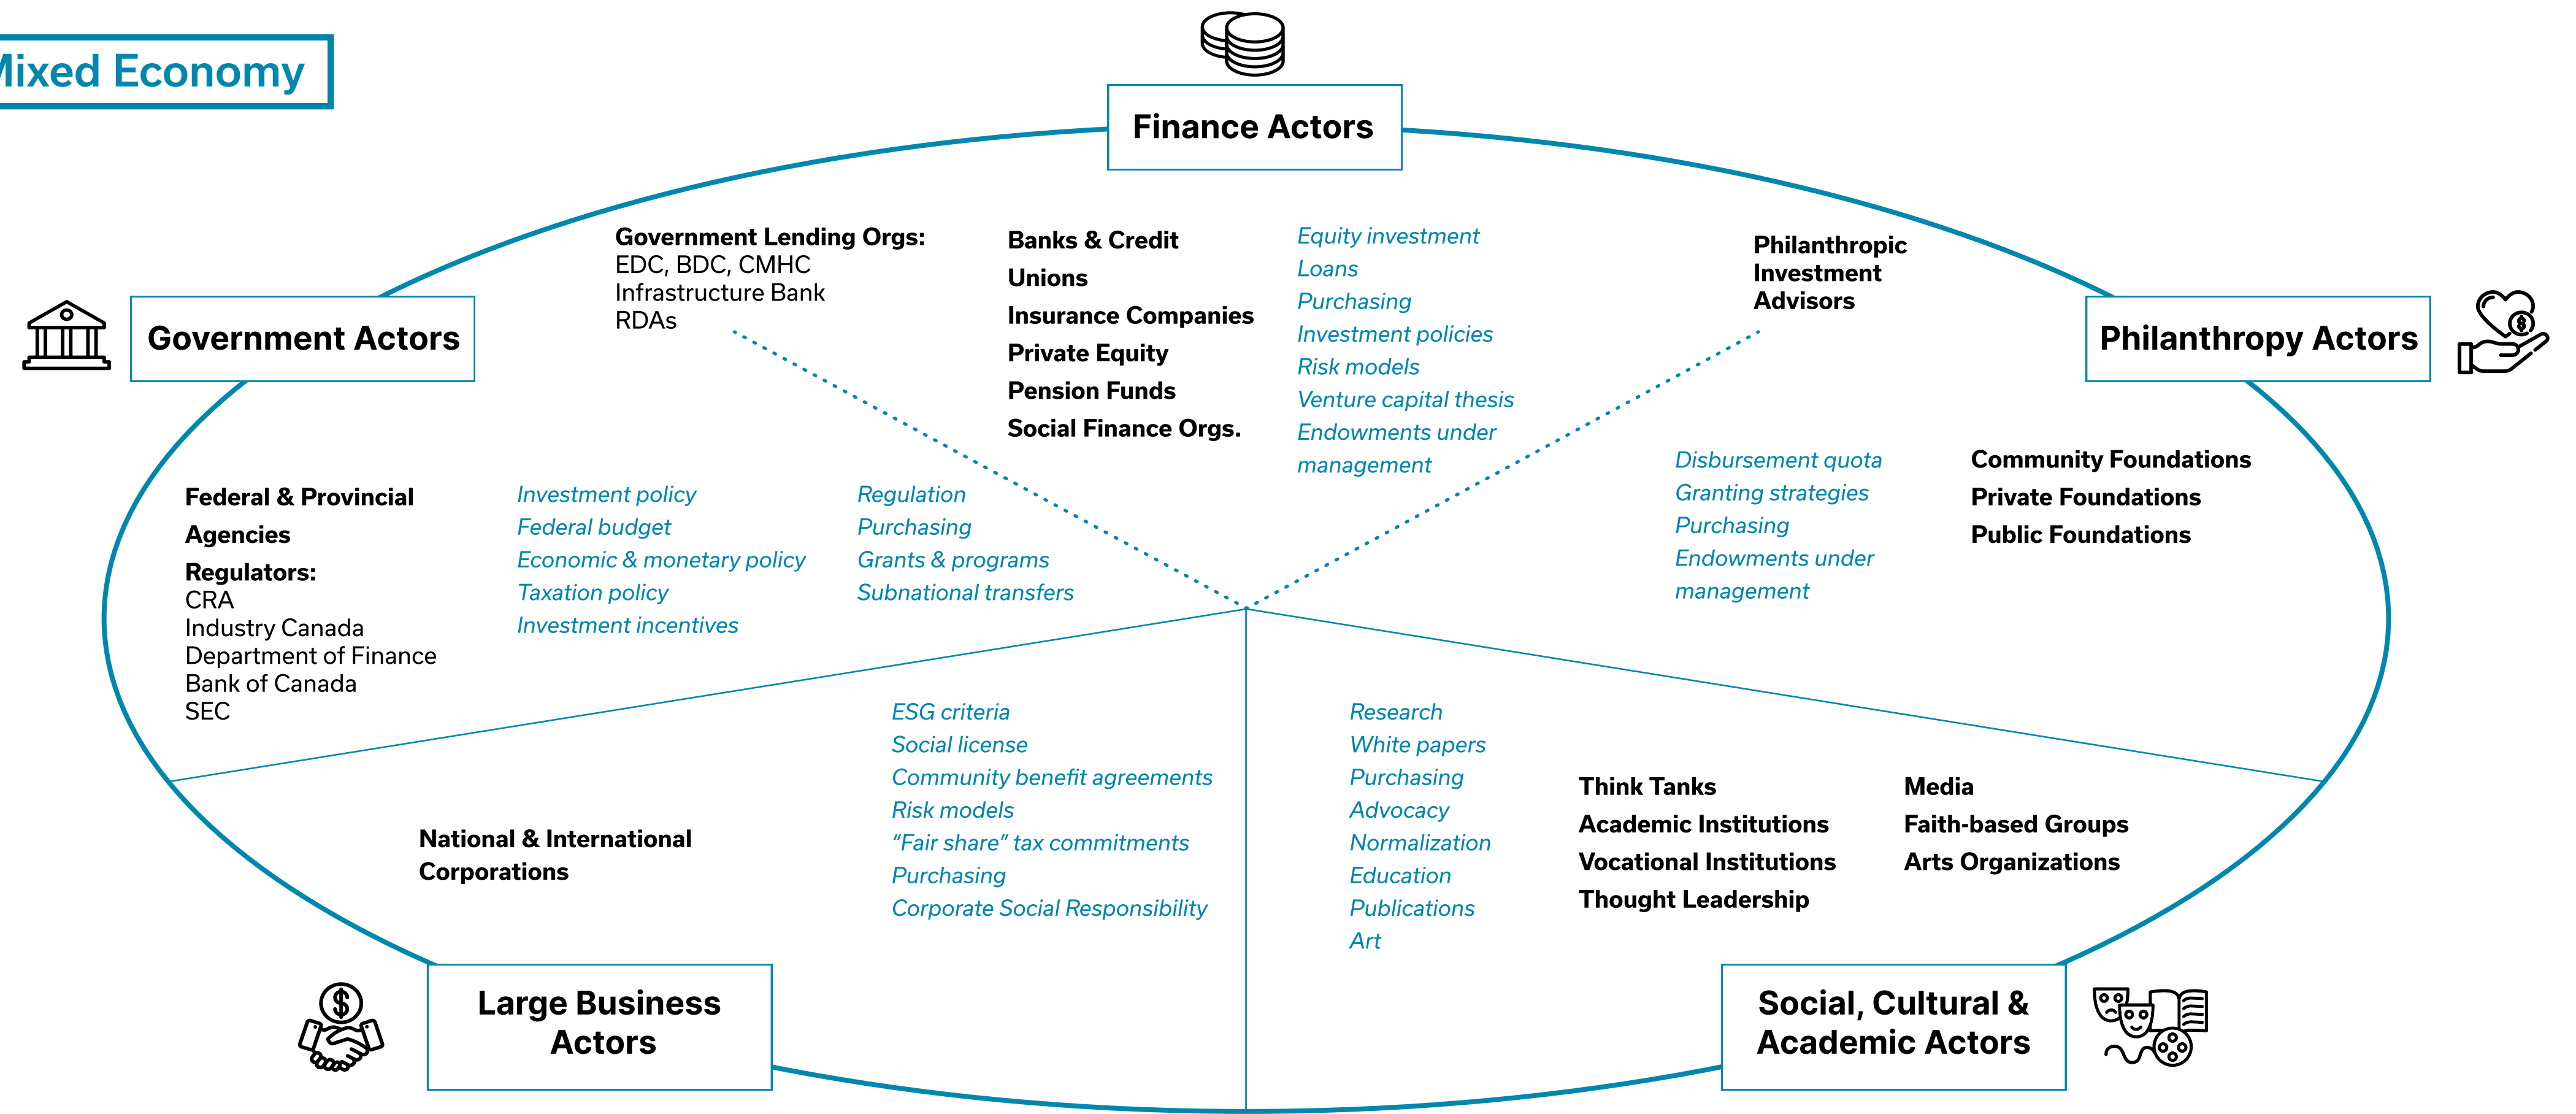 Mixed Economy
Finance Actors
Government Actors
Philanthropy Actors
Government Lending Orgs:
EDC, BDC, CMHC
Infrastructure Bank
RDAs
Banks & Credit
Unions
Insurance Companies
Private Equity
Pension Funds
Social Finance Orgs.
Equity investment
Loans
Purchasing
Investment policies
Risk models
Venture capital thesis
Endowments under
management
Philanthropic
Investment
Advisors
Federal & Provincial
Agencies
Regulators:
CRA
Industry Canada
Department of Finance
Bank of Canada
SEC
Investment policy
Federal budget
Economic & monetary policy
Taxation policy
Investment incentives
Regulation
Purchasing
Grants & programs
Subnational transfers
Disbursement quota
Granting strategies
Purchasing
Endowments under
management
Community Foundations
Private Foundations
Public Foundations
National & International
Corporations
ESG criteria
Social license
Community benefit agreements
Risk models
“Fair share” tax commitments
Purchasing
Corporate Social Responsibility
Research
White papers
Purchasing
Advocacy
Normalization
Education
Publications
Art
Think Tanks
Academic Institutions
Vocational Institutions
Thought Leadership
Media
Faith-based Groups
Arts Organizations
Large Business
Actors
Social, Cultural &
Academic Actors